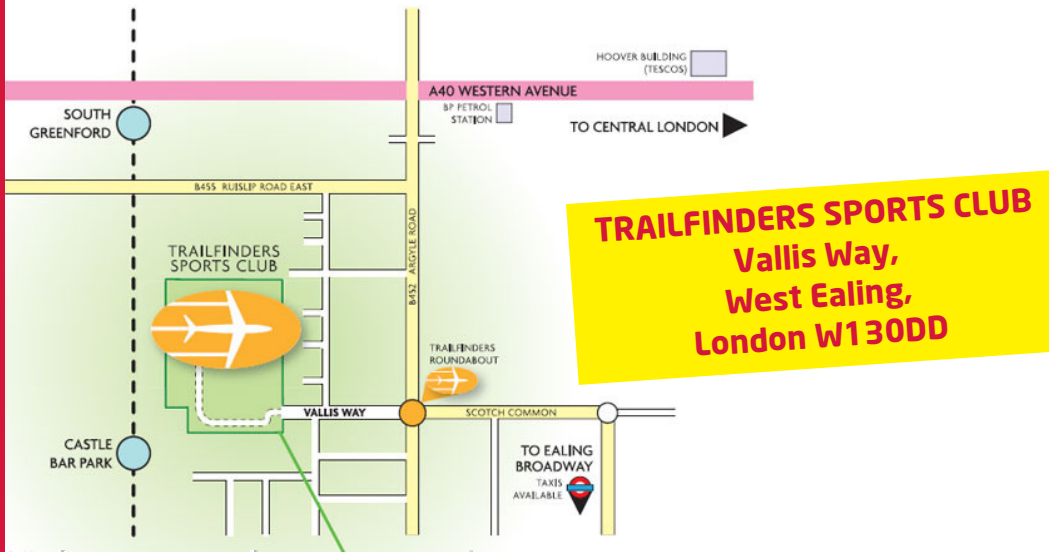 HOOVER BUILDING
(TESCOS)
A40 WESTERN AVENUE
BP PETROL
STATION
SOUTH
GREENFORD
TO CENTRAL LONDON
B455 RUISLIP ROAD EAST
TRAILFINDERS
SPORTS CLUB
B452 ARGYLE ROAD
TRAILFINDERS
ROUNDABOUT
VALLIS WAY
SCOTCH COMMON
CASTLE
BAR PARK
TO EALING
BROADWAY
TAXIS
AVAILABLE
TRAILFINDERS SPORTS CLUB
Vallis Way,
West Ealing,
London W130DD